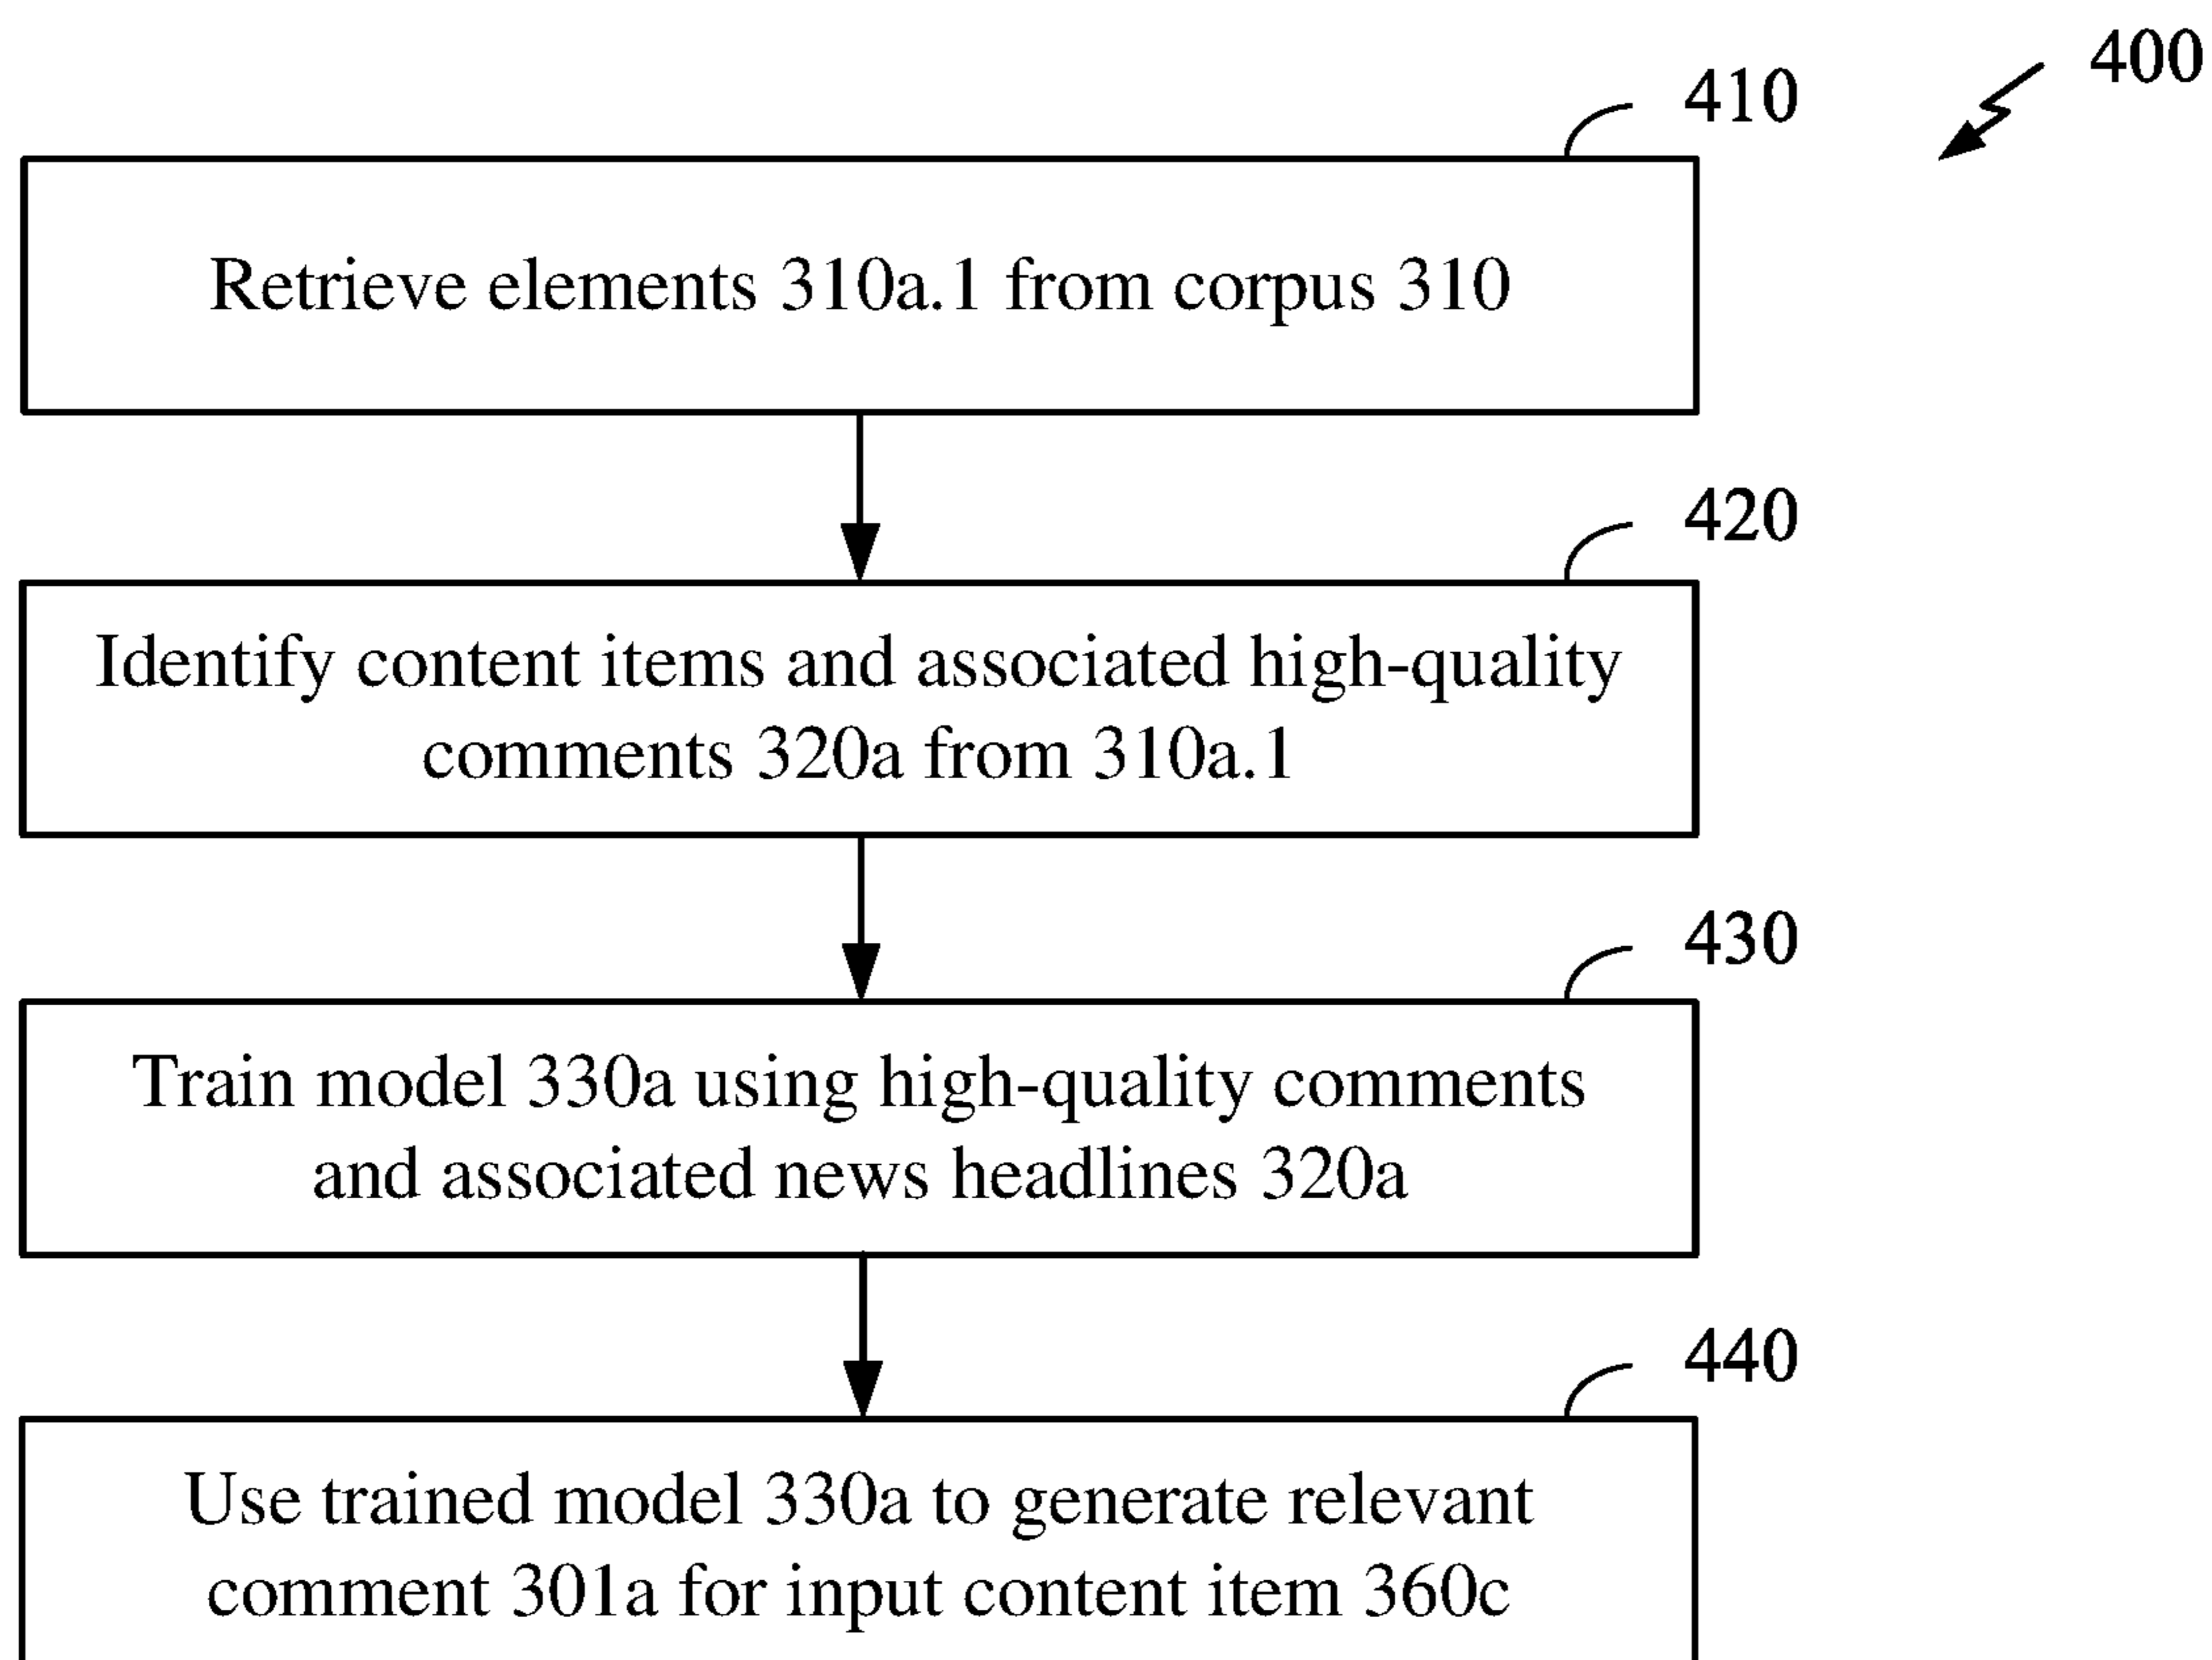 400
410
Retrieve elements 310a.1 from corpus 310
420
Identify content items and associated high-quality
comments 320a from 310a.1
430
Train model 330a using high-quality comments
and associated news headlines 320a
440
Use trained model 330a to generate relevant
comment 301a for input content item 360c